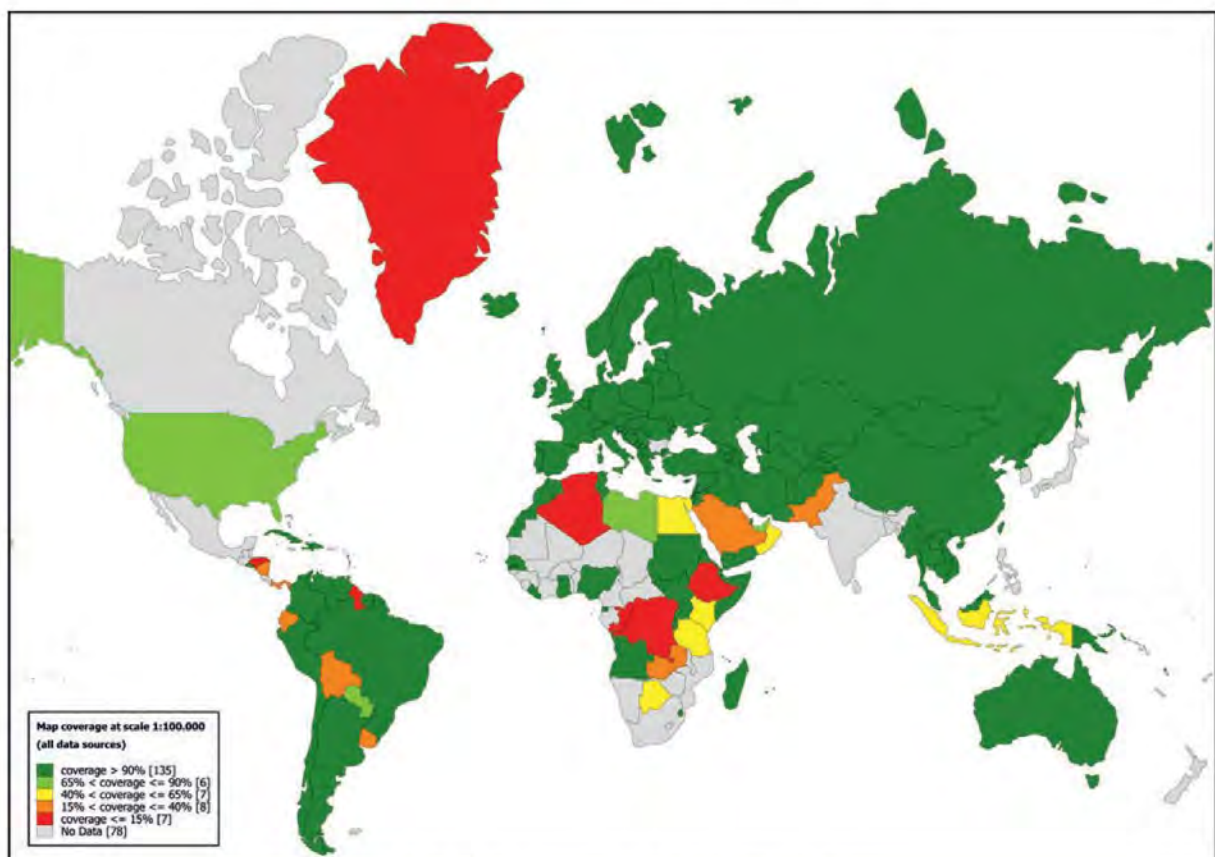 Map coverage at scale 1:100.000
(all data sources)
coverage > 90% [135]
65% < coverage <= 90% [6]
40% < coverage <= 65% [7]
15% < coverage <= 40% [8]
coverage <= 15% [7]
No Data [78]